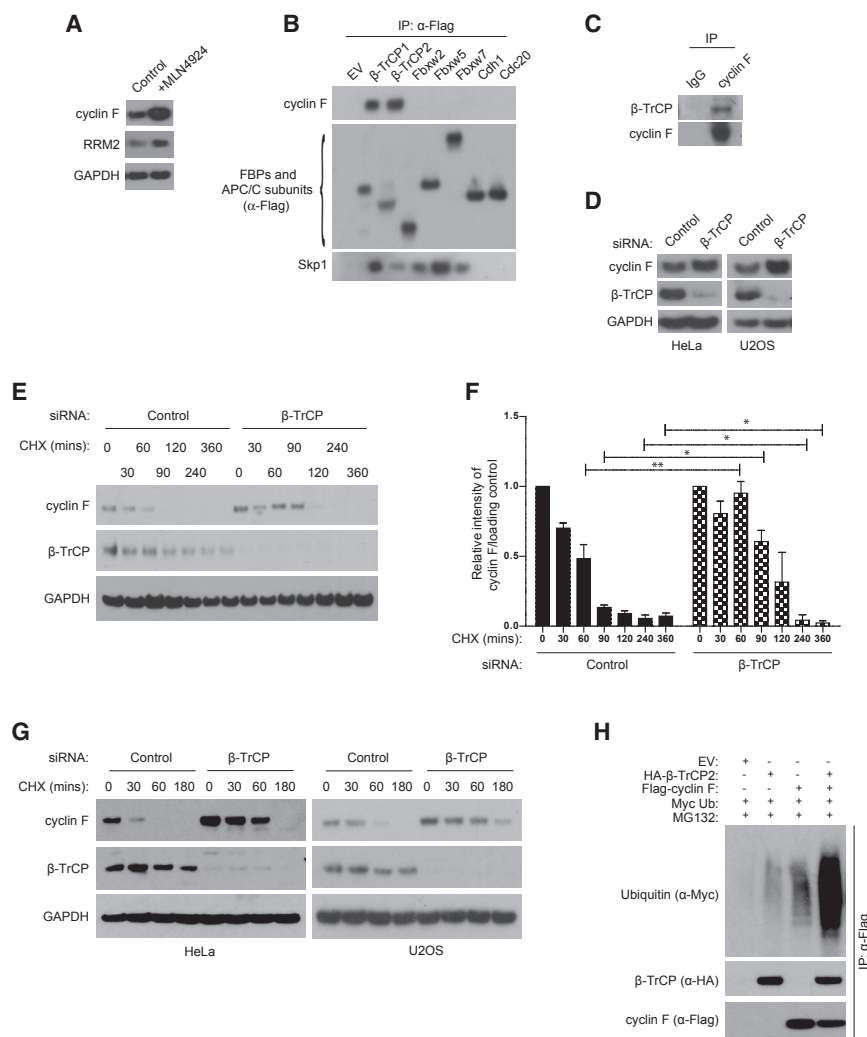 A
Control
+MLN4924
cyclin F
RRM2
GAPDH
B
IP: α-Flag
EV
β-TrCP1
β-TrCP2
Fbxw2
Fbxw5
Fbxw7
Cdh1
Cdc20
cyclin F
FBPs and
APC/C subunits
(α-Flag)
Skp1
C
IP
IgG
cyclin F
β-TrCP
cyclin F
D
siRNA:
Control
β-TrCP
Control
β-TrCP
cyclin F
β-TrCP
GAPDH
HeLa
U2OS
E
siRNA: Control β-TrCP
CHX (mins): 0 60 120 360 30 90 240
30 90 240 0 60 120 360
cyclin F
β-TrCP
GAPDH
F
Relative intensity of
cyclin F/loading control
1.5
1.0
0.5
0.0
*
*
*
**
CHX (mins): 0 30 60 90 120 240 360 0 30 60 90 120 240 360
siRNA: Control β-TrCP
G
siRNA: Control β-TrCP Control β-TrCP
CHX (mins): 0 30 60 180 0 30 60 180 0 30 60 180 0 30 60 180
cyclin F
β-TrCP
GAPDH
HeLa
U2OS
H
EV: + - - -
HA-β-TrCP2: - + - +
Flag-cyclin F: - - + +
Myc Ub: + + + +
MG132: + + + +
Ubiquitin (α-Myc)
β-TrCP (α-HA)
cyclin F (α-Flag)
IP: α-Flag